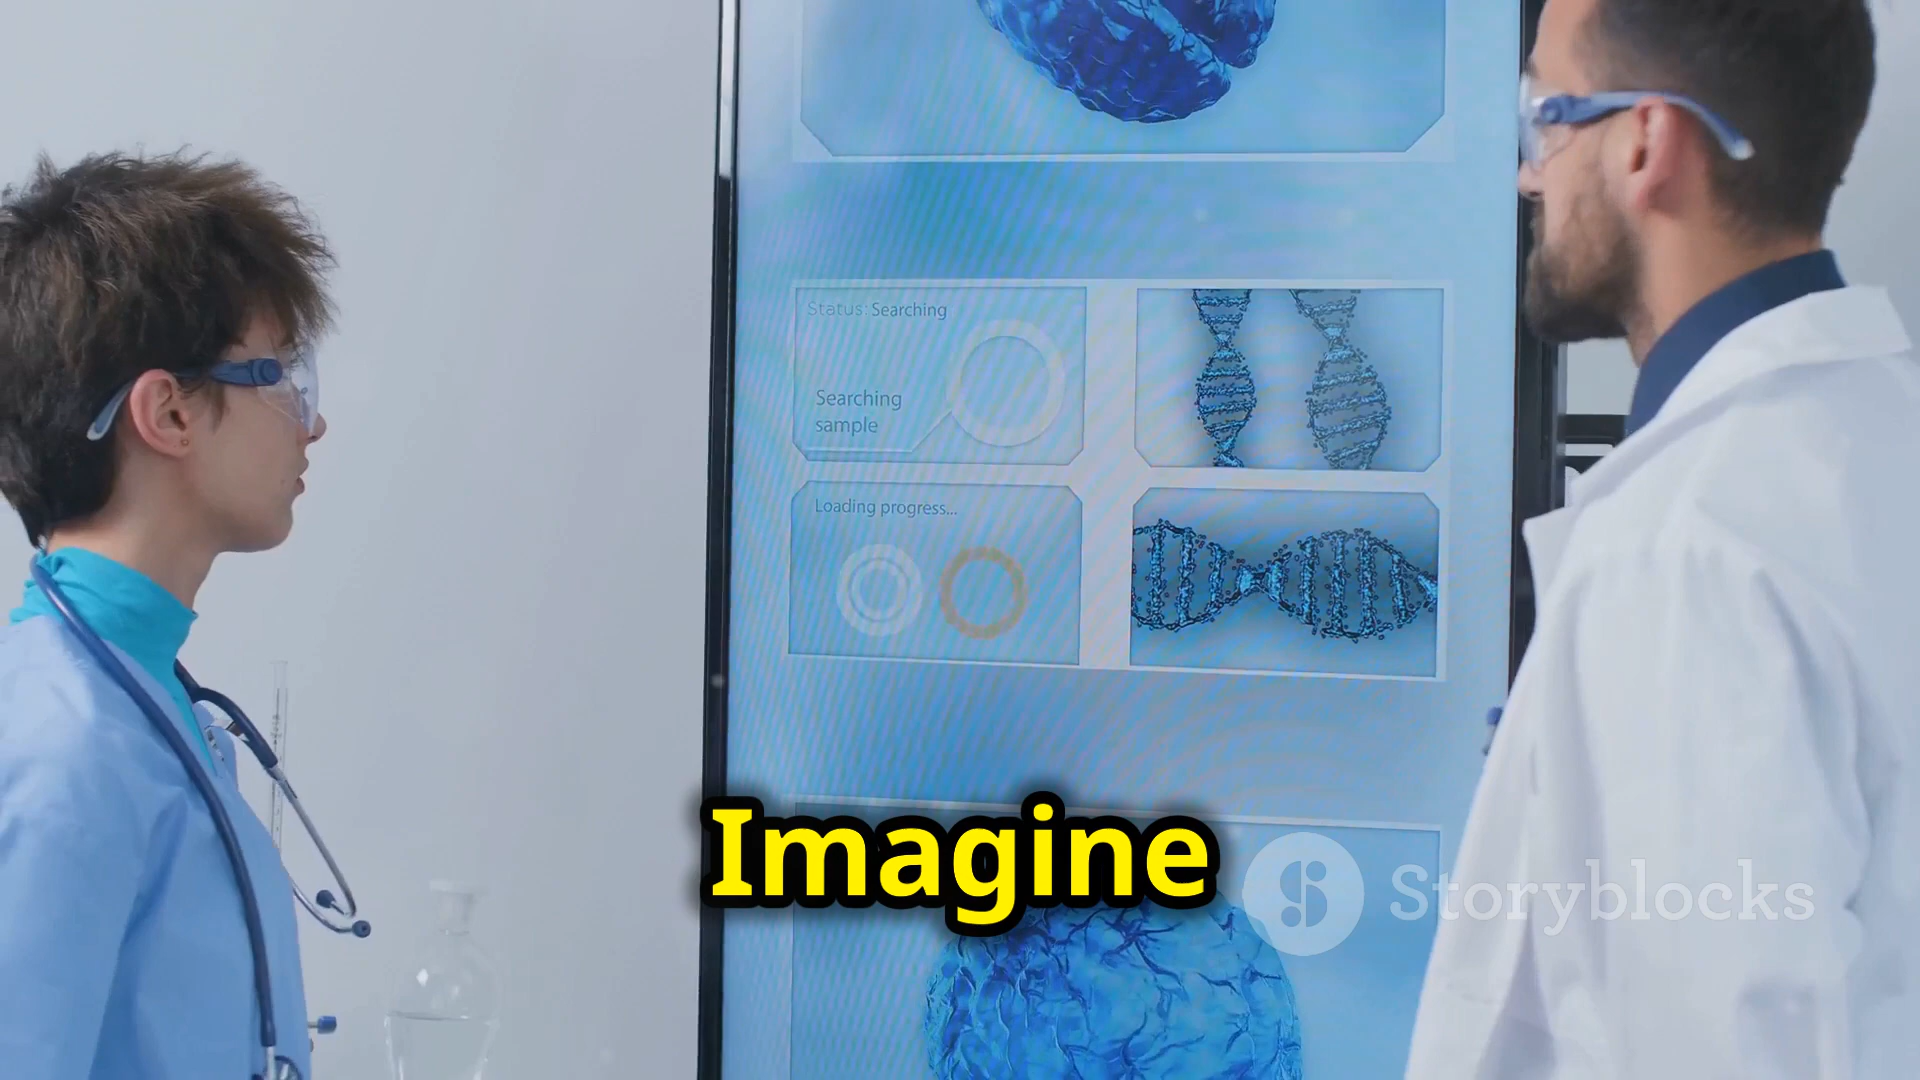 Status: Searching
Searching
sample
Loading progress...
Imagine
Storyblocks